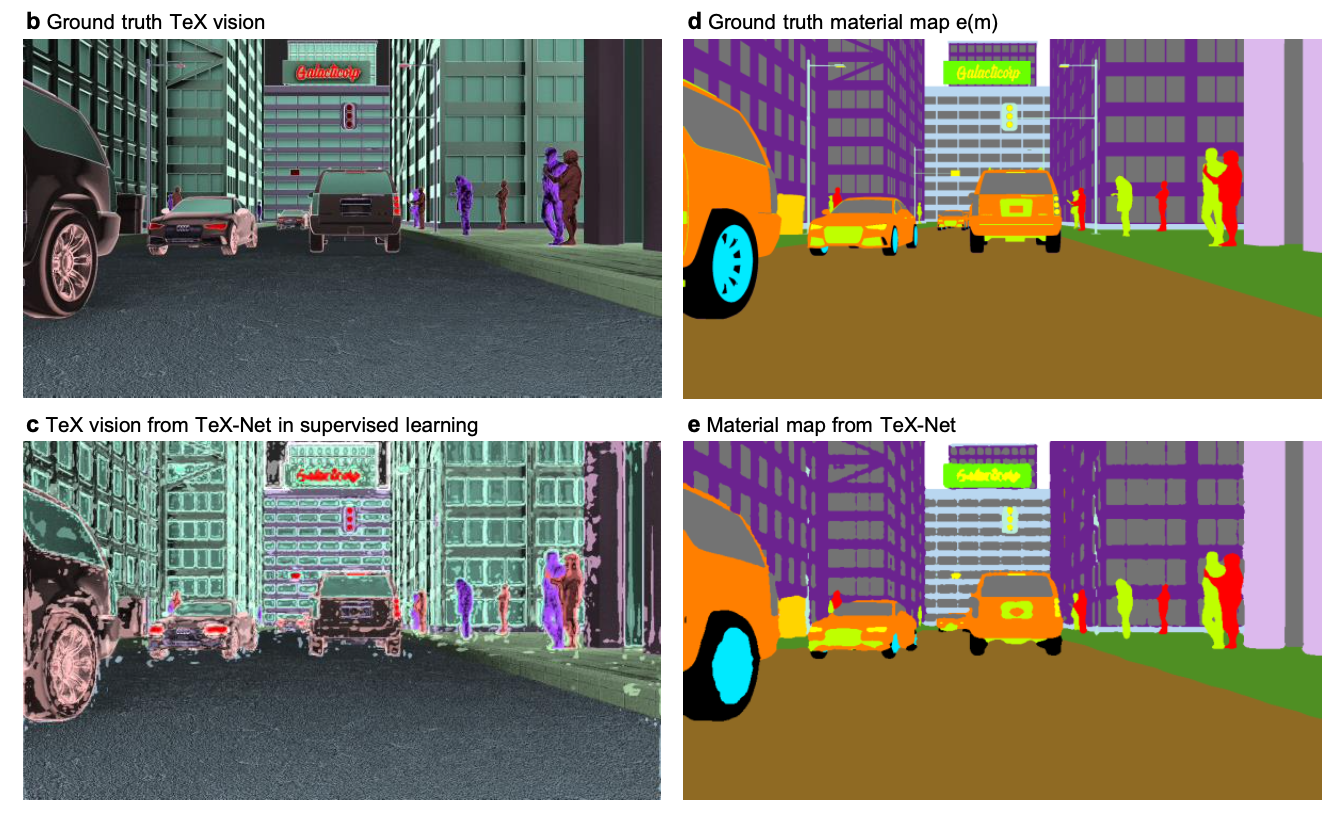 b Ground truth TeX vision
d Ground truth material map e(m)
Galacticorp
Galacticorp
c TeX vision from TeX-Net in supervised learning
e Material map from TeX-Net